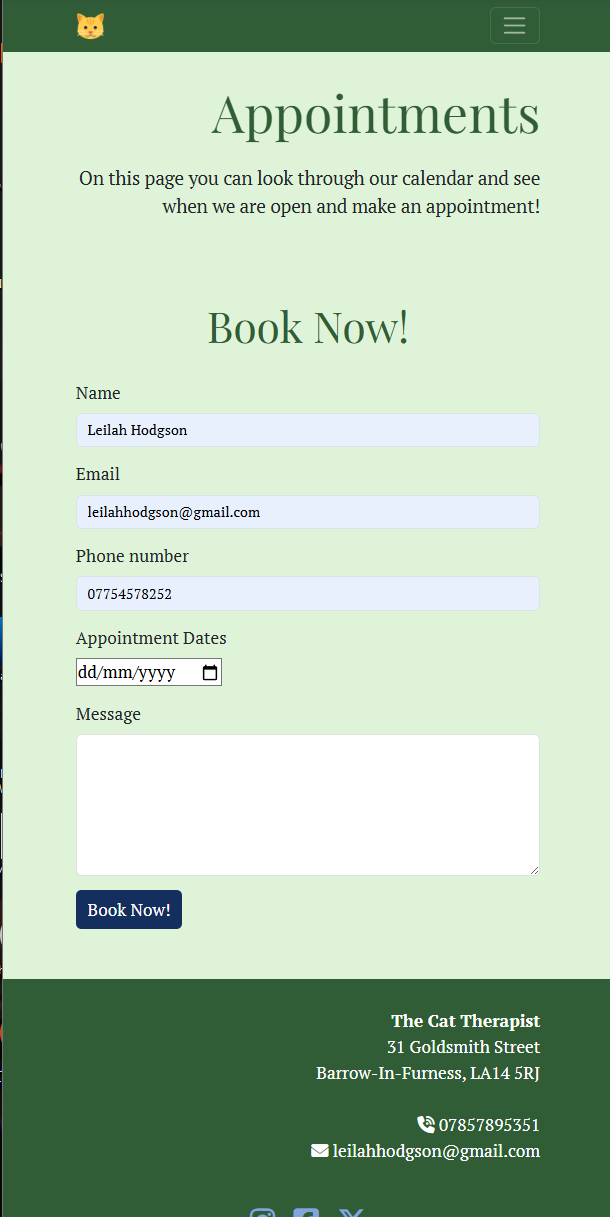 Appointments
On this page you can look through our calendar and see
when we are open and make an appointment!
Book Now!
Name
Leilah Hodgson
Email
leilahhodgson@gmail.com
Phone number
07754578252
Appointment Dates
dd/mm/yyyy
Message
Book Now!
The Cat Therapist
31 Goldsmith Street
Barrow-In-Furness, LA14 5RJ
07857895351
leilahhodgson@gmail.com